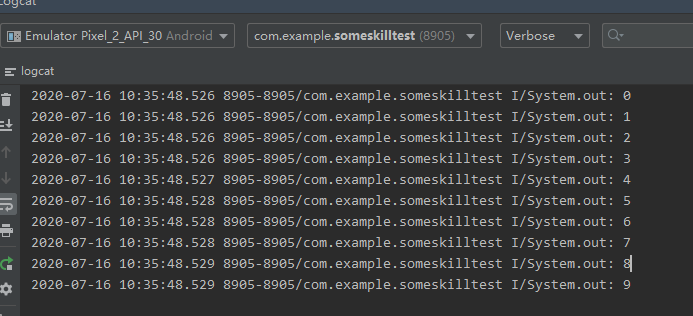 Logcat
Emulator Pixel_2_API_30 Android com.example.someskilltest (8905) Verbose
logcat
2020-07-16 10:35:48.526 8905-8905/com.example.someskilltest I/System.out: 0
2020-07-16 10:35:48.526 8905-8905/com.example.someskilltest I/System.out: 1
2020-07-16 10:35:48.526 8905-8905/com.example.someskilltest I/System.out: 2
2020-07-16 10:35:48.526 8905-8905/com.example.someskilltest I/System.out: 3
2020-07-16 10:35:48.527 8905-8905/com.example.someskilltest I/System.out: 4
2020-07-16 10:35:48.528 8905-8905/com.example.someskilltest I/System.out: 5
2020-07-16 10:35:48.528 8905-8905/com.example.someskilltest I/System.out: 6
2020-07-16 10:35:48.528 8905-8905/com.example.someskilltest I/System.out: 7
2020-07-16 10:35:48.529 8905-8905/com.example.someskilltest I/System.out: 8
2020-07-16 10:35:48.529 8905-8905/com.example.someskilltest I/System.out: 9